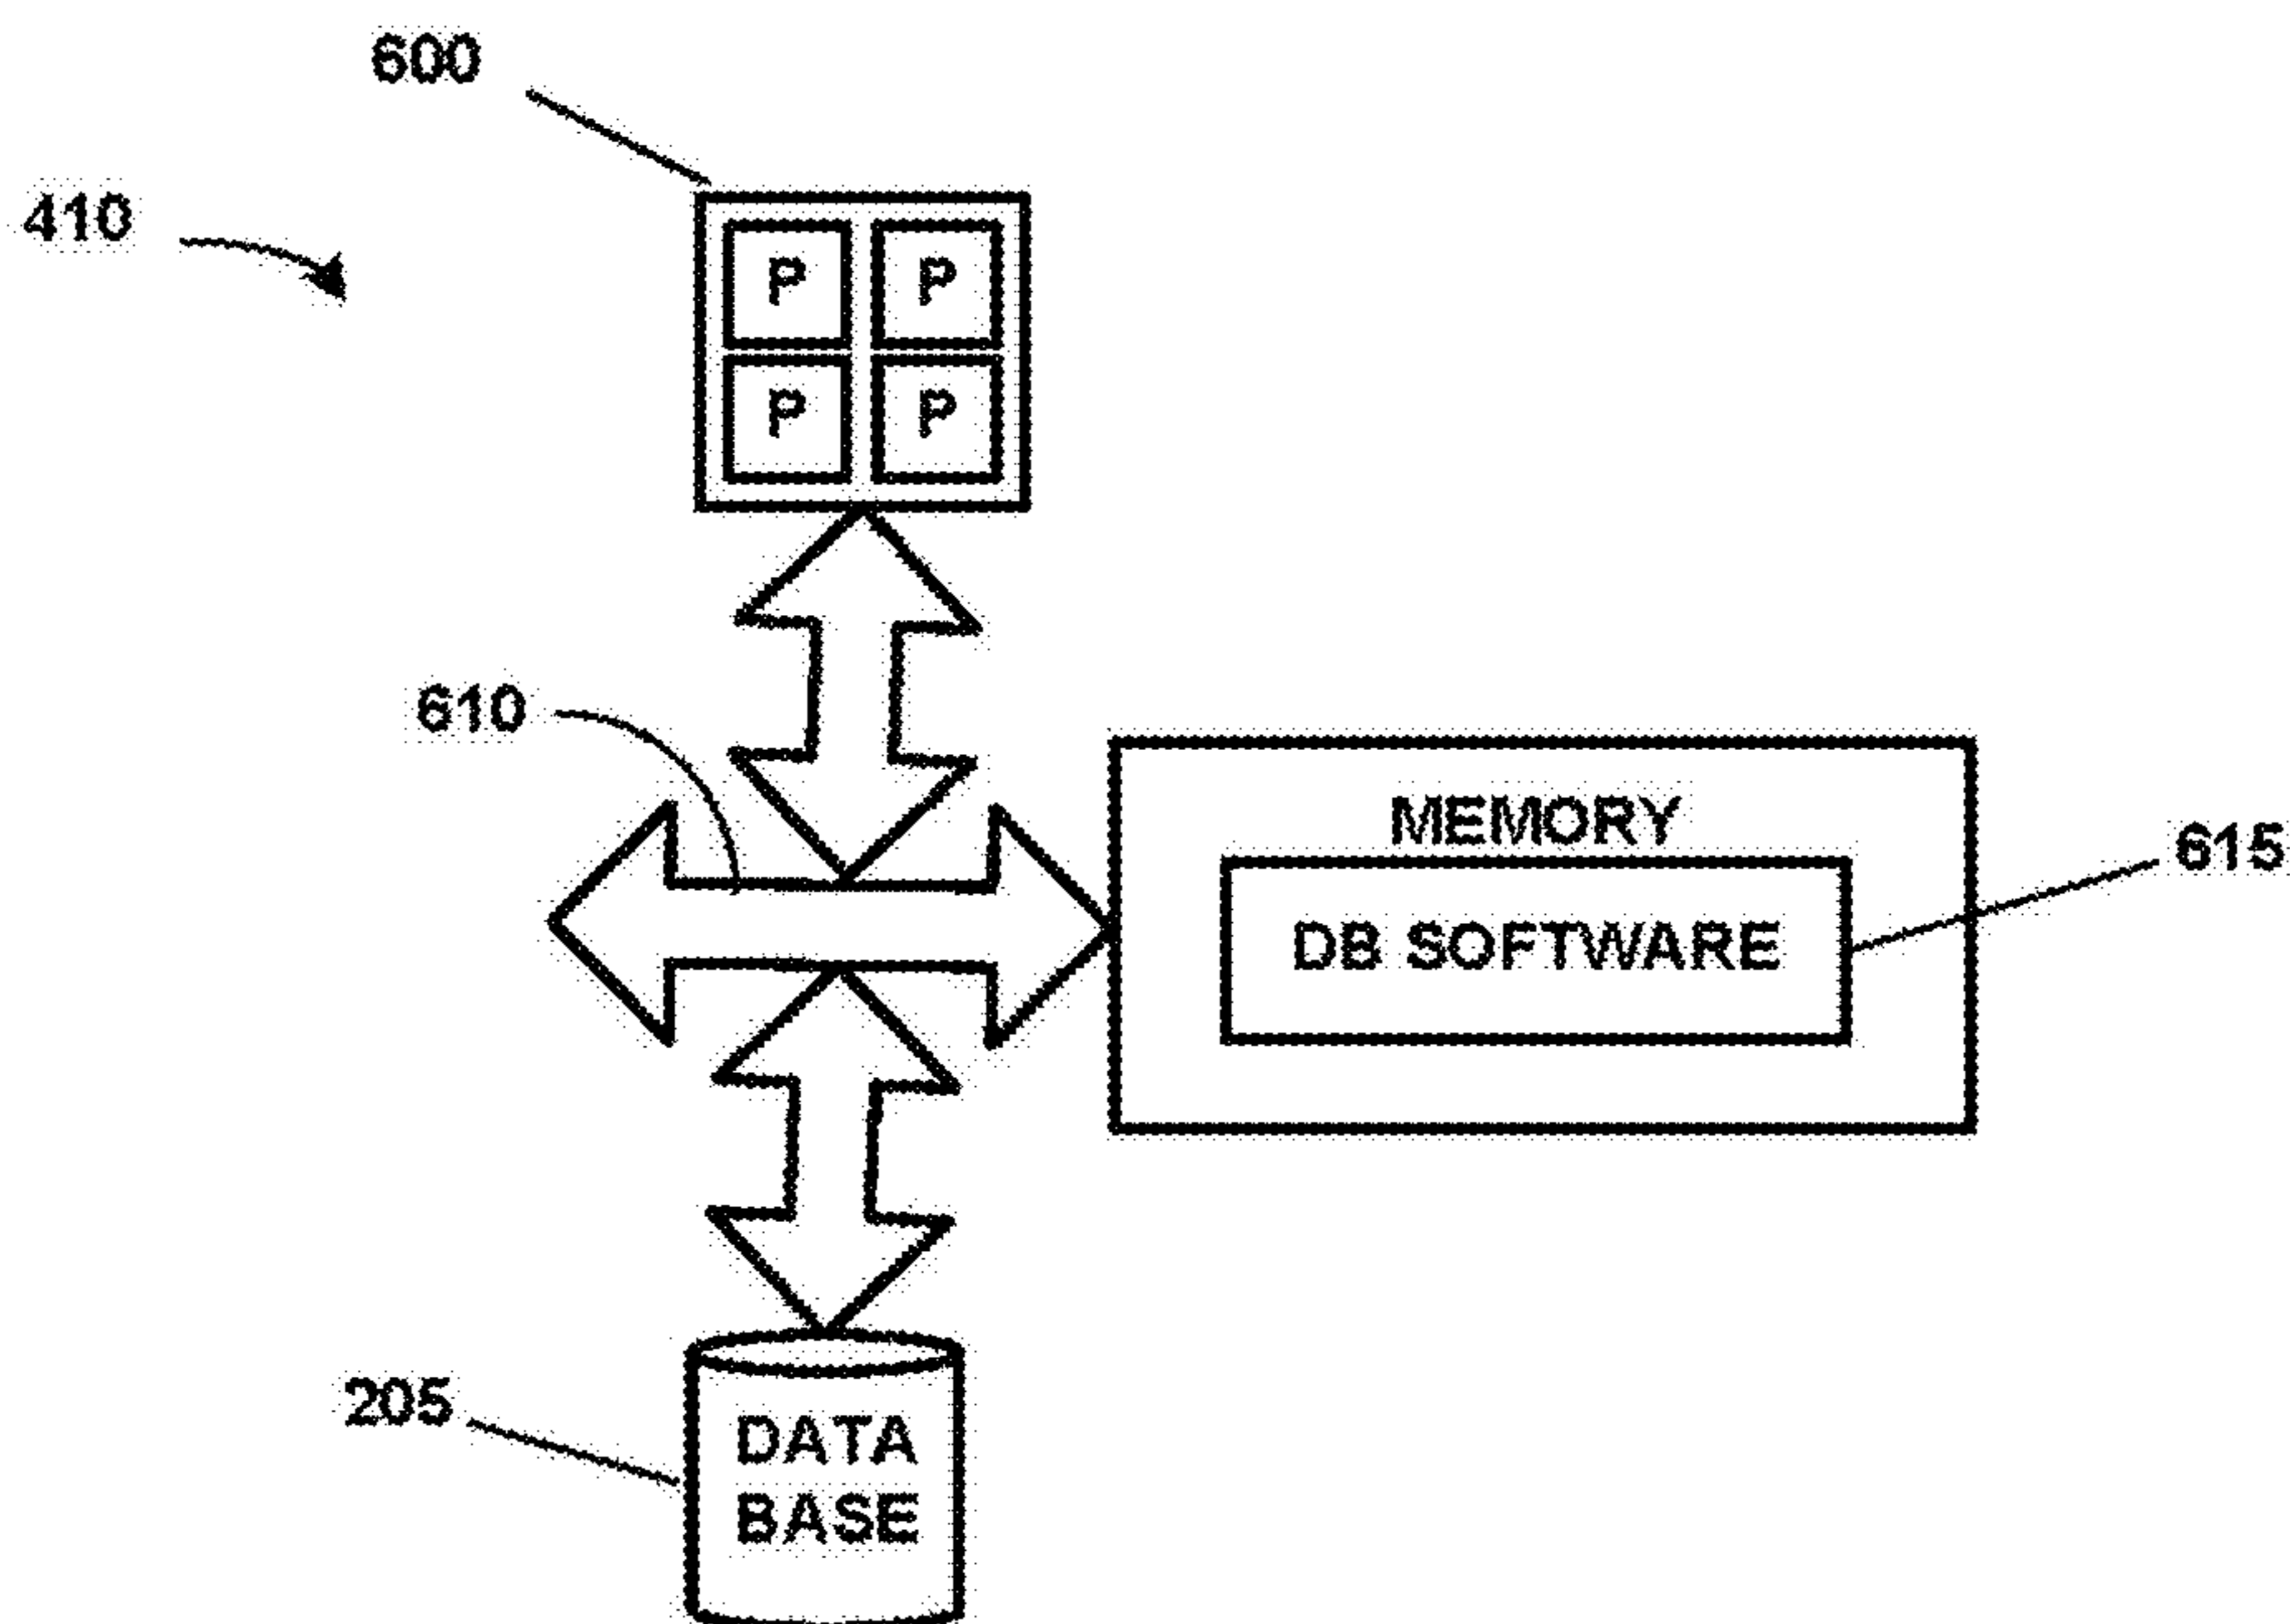 600
410
P P
P P
610
MEMORY
615
DB SOFTWARE
205
DATA
BASE